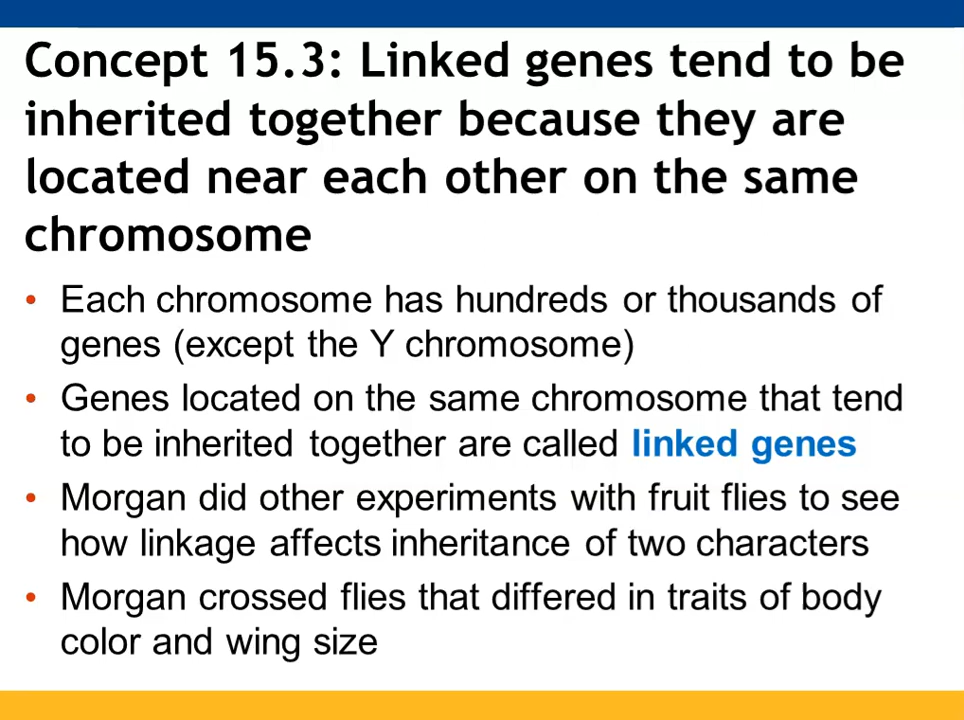 Concept 15.3: Linked genes tend to be
inherited together because they are
located near each other on the same
chromosome
• Each chromosome has hundreds or thousands of
genes (except the Y chromosome)
• Genes located on the same chromosome that tend
to be inherited together are called linked genes
• Morgan did other experiments with fruit flies to see
how linkage affects inheritance of two characters
• Morgan crossed flies that differed in traits of body
color and wing size